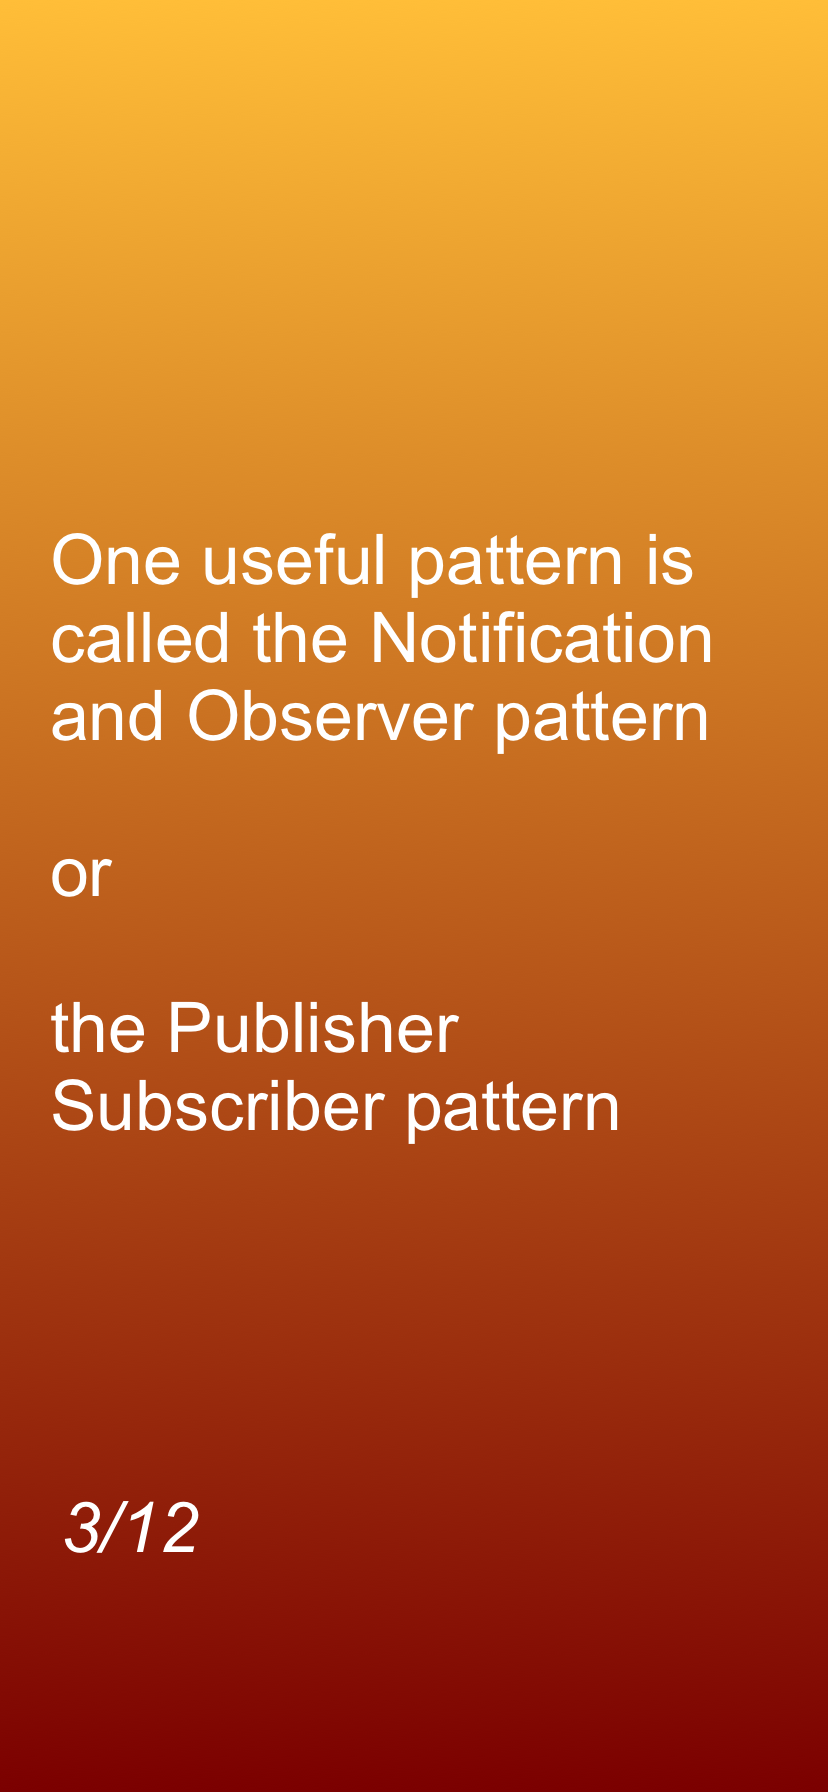 One useful pattern is
called the Notification
and Observer pattern
or
the Publisher
Subscriber pattern
3/12